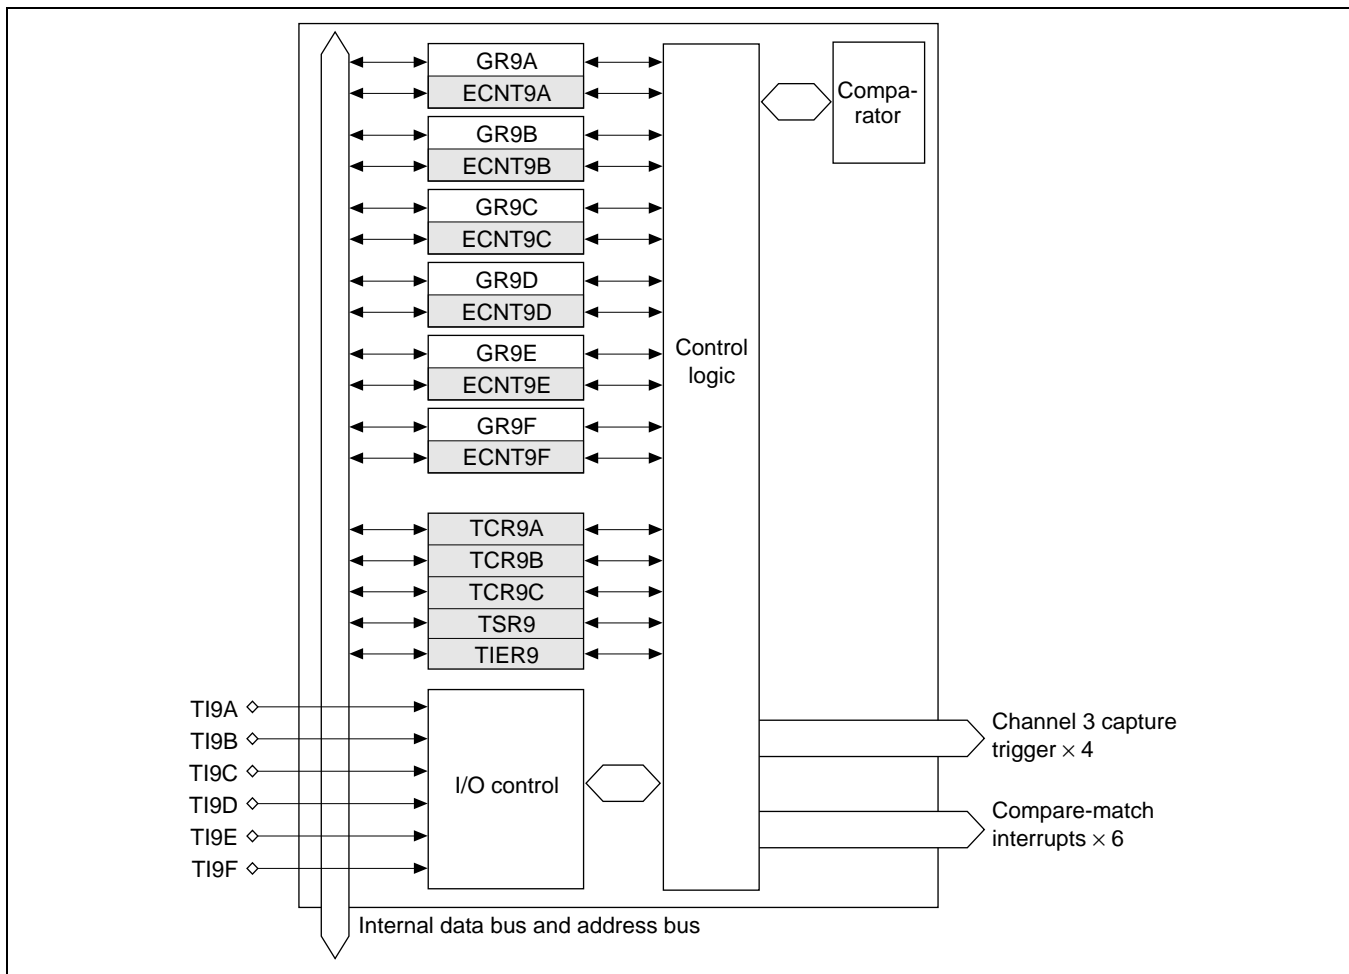 GR9A
ECNT9A
GR9B
ECNT9B
GR9C
ECNT9C
GR9D
ECNT9D
GR9E
ECNT9E
GR9F
ECNT9F
TCR9A
TCR9B
TCR9C
TSR9
TIER9
Control
logic
Compa-
rator
TI9A
TI9B
TI9C
TI9D
TI9E
TI9F
I/O control
Channel 3 capture
trigger × 4
Compare-match
interrupts × 6
Internal data bus and address bus